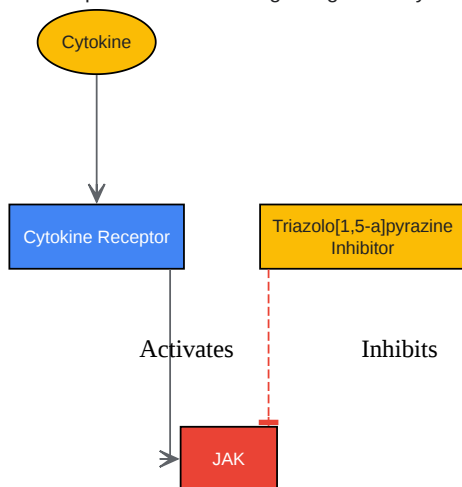 Cytokine
Cytokine Receptor
Triazolo[1,5-a]pyrazine
Inhibitor
Activates
Inhibits
JAK